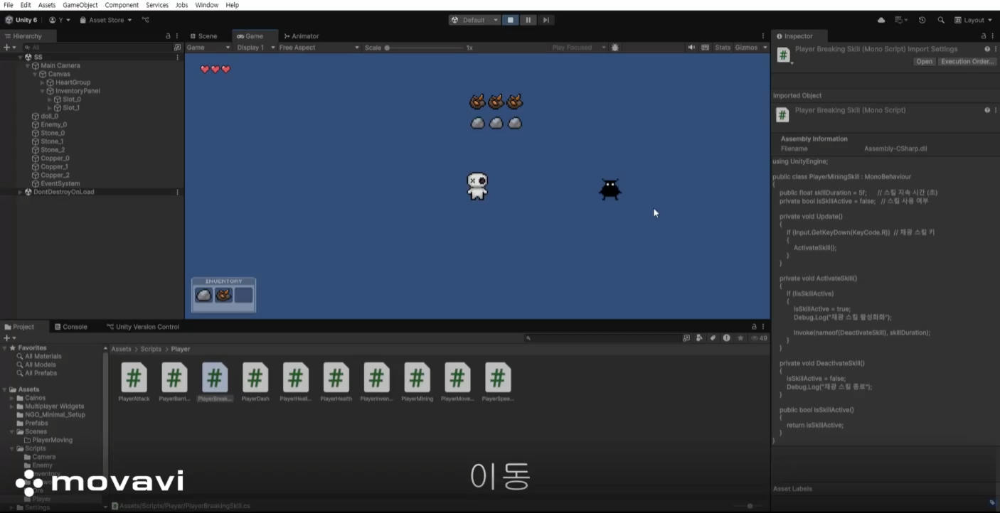 File Edit Assets GameObject Component Services Jobs Window Help
Unity 6 Y Asset Store Default Layout
Hierarchy
All
SS
Main Camera
Canvas
HeartGroup
InventoryPanel
Slot_0
Slot_1
doll_0
Enemy_0
Stone_0
Stone_1
Stone_2
Copper_0
Copper_1
Copper_2
EventSystem
DontDestroyOnLoad
Scene Game Animator
Game Display 1 Free Aspect Scale 1x Play Focused Stats Gizmos
INVENTORY
Inspector
Player Breaking Skill (Mono Script) Import Settings
Open Execution Order...
Imported Object
Player Breaking Skill (Mono Script)
Assembly Information
Filename Assembly-CSharp.dll
using UnityEngine;
public class PlayerMiningSkill : MonoBehaviour
{
public float skillDuration = 5f; // 스킬 지속 시간 (초)
private bool isSkillActive = false; // 스킬 사용 여부
private void Update()
{
if (Input.GetKeyDown(KeyCode.R)) // 채광 스킬 키
{
ActivateSkill();
}
}
private void ActivateSkill()
{
if (!isSkillActive)
{
isSkillActive = true;
Debug.Log("채광 스킬 활성화화");
Invoke(nameof(DeactivateSkill), skillDuration);
}
}
private void DeactivateSkill()
{
isSkillActive = false;
Debug.Log("채광 스킬 종료");
}
public bool IsSkillActive()
{
return isSkillActive;
}
}
Asset Labels
Project Console Unity Version Control
49
Favorites
All Materials
All Models
All Prefabs
Assets
Cainos
Multiplayer Widgets
NGO_Minimal_Setup
Prefabs
Scenes
PlayerMoving
Scripts
Camera
Enemy
Inventory
Player
Settings
Assets > Scripts > Player
PlayerAttack PlayerBarri... PlayerBreak... PlayerDash PlayerHeali... PlayerHealth PlayerInven... PlayerMining PlayerMove... PlayerSpee...
Assets/Scripts/Player/PlayerBreakingSkill.cs
movavi
이동